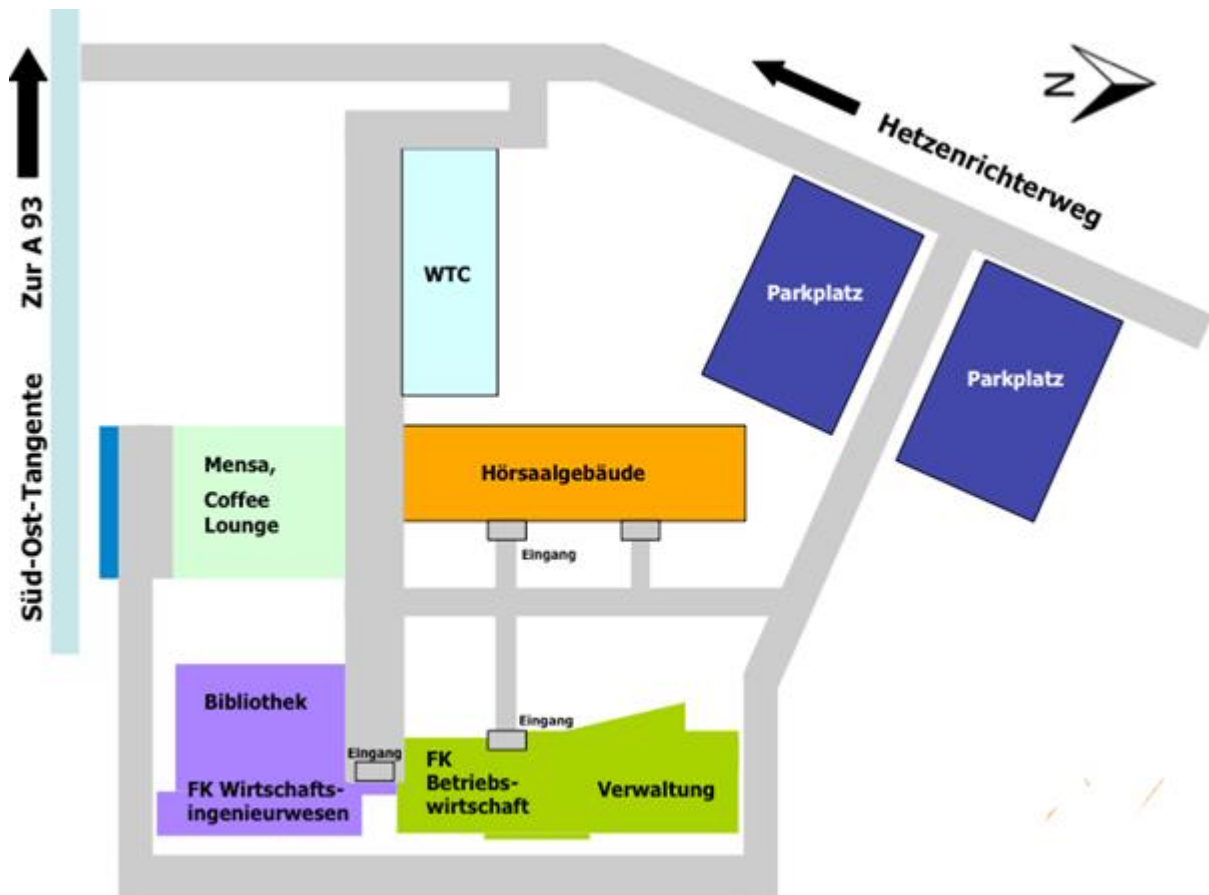 N
Hetzenrichterweg
Süd-Ost-Tangente Zur A 93
WTC
Parkplatz
Parkplatz
Mensa,
Coffee
Lounge
Hörsaalgebäude
Eingang
Bibliothek
Eingang
Eingang
FK Wirtschafts-
ingenieurwesen
FK
Betriebs-
wirtschaft
Verwaltung